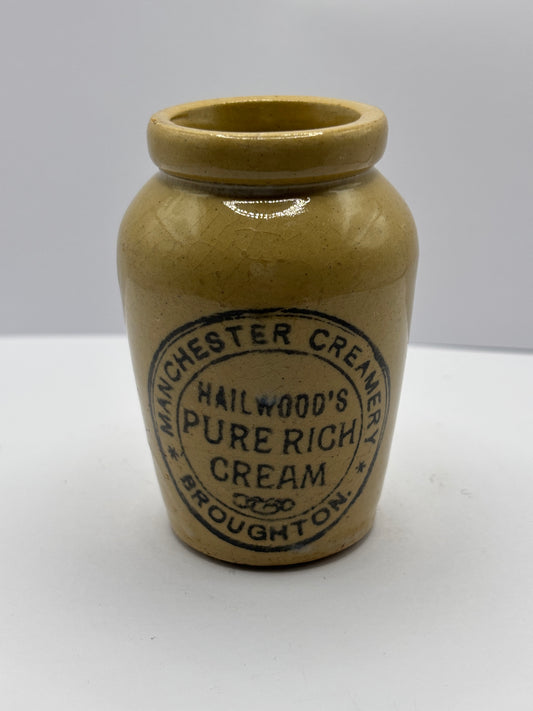 MANCHESTER CREAMERY
HAILWOOD'S
PURE RICH
CREAM
* BROUGHTON. *